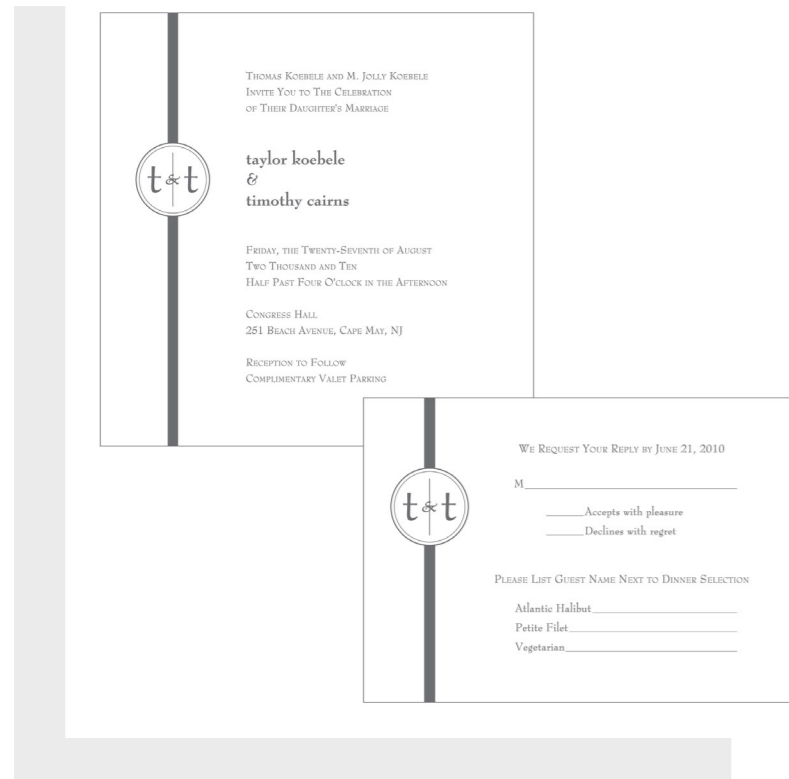 Thomas Koebele and M. Jolly Koebele
Invite You to The Celebration
of Their Daughter's Marriage
t & t
taylor koebele
&
timothy cairns
Friday, the Twenty-Seventh of August
Two Thousand and Ten
Half Past Four O'clock in the Afternoon
Congress Hall
251 Beach Avenue, Cape May, NJ
Reception to Follow
Complimentary Valet Parking
We Request Your Reply by June 21, 2010
M
t & t
Accepts with pleasure
Declines with regret
Please List Guest Name Next to Dinner Selection
Atlantic Halibut
Petite Filet
Vegetarian